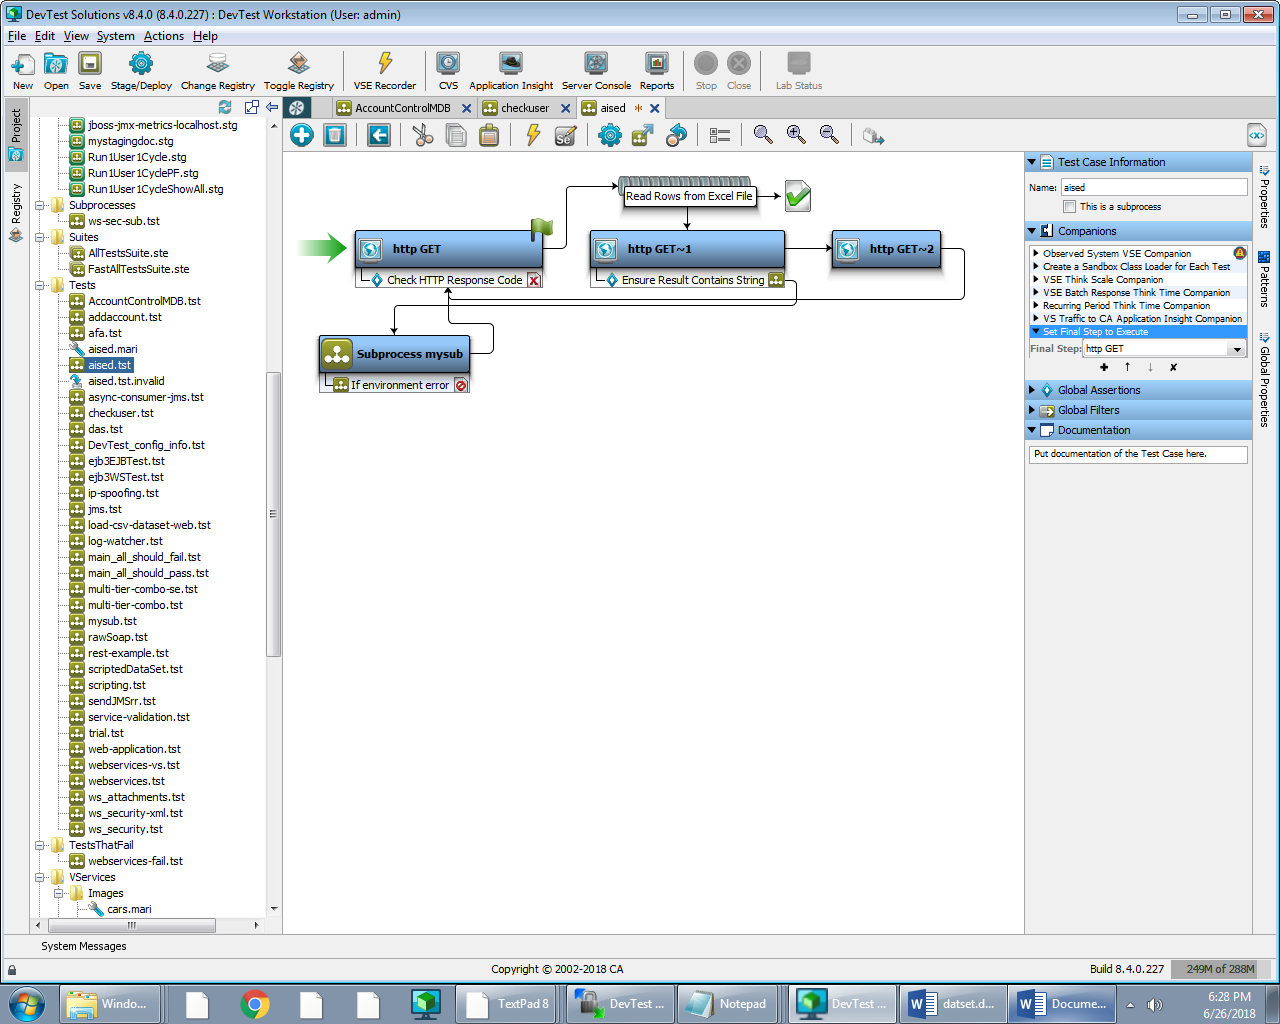 DevTest Solutions v8.4.0 (8.4.0.227) : DevTest Workstation (User: admin)
File Edit View System Actions Help
New Open Save Stage/Deploy Change Registry Toggle Registry VSE Recorder CVS Application Insight Server Console Reports Stop Close Lab Status
Project
Registry
jboss-jmx-metrics-localhost.stg
mystagingdoc.stg
Run1User1Cycle.stg
Run1User1CyclePF.stg
Run1User1CycleShowAll.stg
Subprocesses
ws-sec-sub.tst
Suites
AllTestsSuite.ste
FastAllTestsSuite.ste
Tests
AccountControlMDB.tst
addaccount.tst
afa.tst
aised.mari
aised.tst
aised.tst.invalid
async-consumer-jms.tst
checkuser.tst
das.tst
DevTest_config_info.tst
ejb3EJBTest.tst
ejb3WSTest.tst
ip-spoofing.tst
jms.tst
load-csv-dataset-web.tst
log-watcher.tst
main_all_should_fail.tst
main_all_should_pass.tst
multi-tier-combo-se.tst
multi-tier-combo.tst
mysub.tst
rawSoap.tst
rest-example.tst
scriptedDataSet.tst
scripting.tst
sendJMSrr.tst
service-validation.tst
trial.tst
web-application.tst
webservices-vs.tst
webservices.tst
ws_attachments.tst
ws_security-xml.tst
ws_security.tst
TestsThatFail
webservices-fail.tst
VServices
Images
cars.mari
AccountControlMDB checkuser aised
Se
Read Rows from Excel File
http GET
Check HTTP Response Code
http GET~1
Ensure Result Contains String
http GET~2
Subprocess mysub
If environment error
Test Case Information
Name: aised
This is a subprocess
Companions
Observed System VSE Companion
Create a Sandbox Class Loader for Each Test
VSE Think Scale Companion
VSE Batch Response Think Time Companion
Recurring Period Think Time Companion
VS Traffic to CA Application Insight Companion
Set Final Step to Execute
Final Step: http GET
Global Assertions
Global Filters
Documentation
Put documentation of the Test Case here.
Properties
Patterns
Global Properties
System Messages
Copyright © 2002-2018 CA
Build 8.4.0.227
249M of 288M
Windo... TextPad 8 DevTest ... Notepad DevTest ... datset.d... Docume...
6:28 PM
6/26/2018